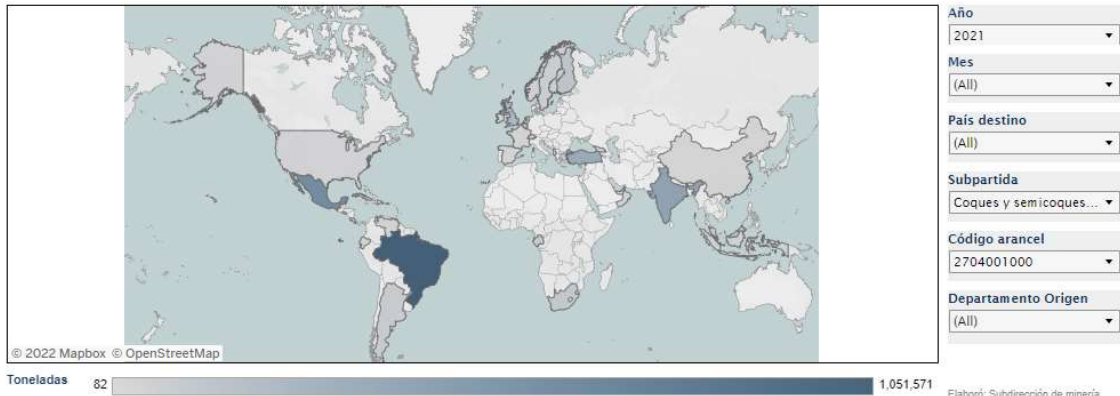 Año
2021
Mes
(All)
País destino
(All)
Subpartida
Coques y semicoques...
Código arancel
2704001000
Departamento Origen
(All)
© 2022 Mapbox © OpenStreetMap
Toneladas
82
1,051,571
Elaboró: Subdirección de minería